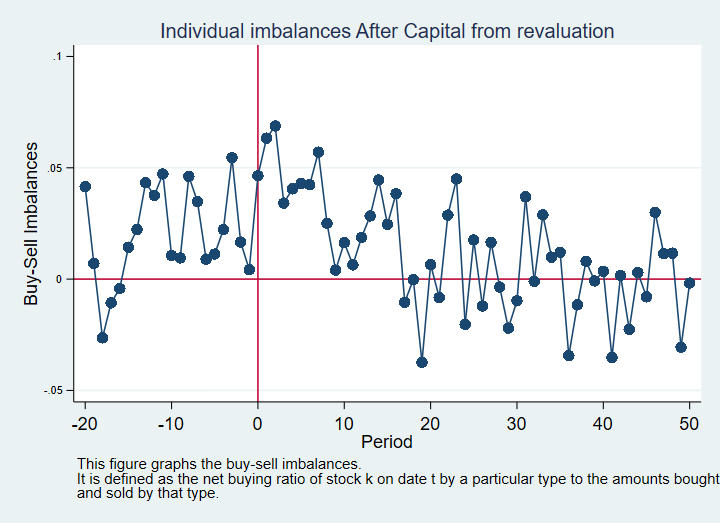 Individual imbalances After Capital from revaluation
Buy-Sell Imbalances
.1
.05
0
-.05
-20 -10 0 10 20 30 40 50
Period
This figure graphs the buy-sell imbalances.
It is defined as the net buying ratio of stock k on date t by a particular type to the amounts bought
and sold by that type.